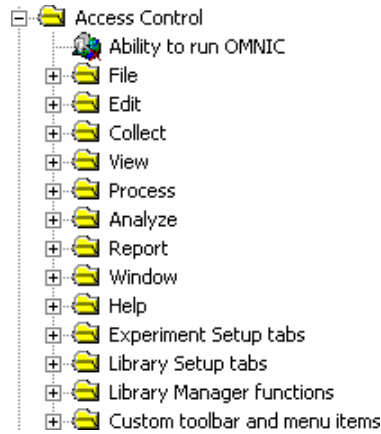 Access Control
Ability to run OMNIC
File
Edit
Collect
View
Process
Analyze
Report
Window
Help
Experiment Setup tabs
Library Setup tabs
Library Manager functions
Custom toolbar and menu items